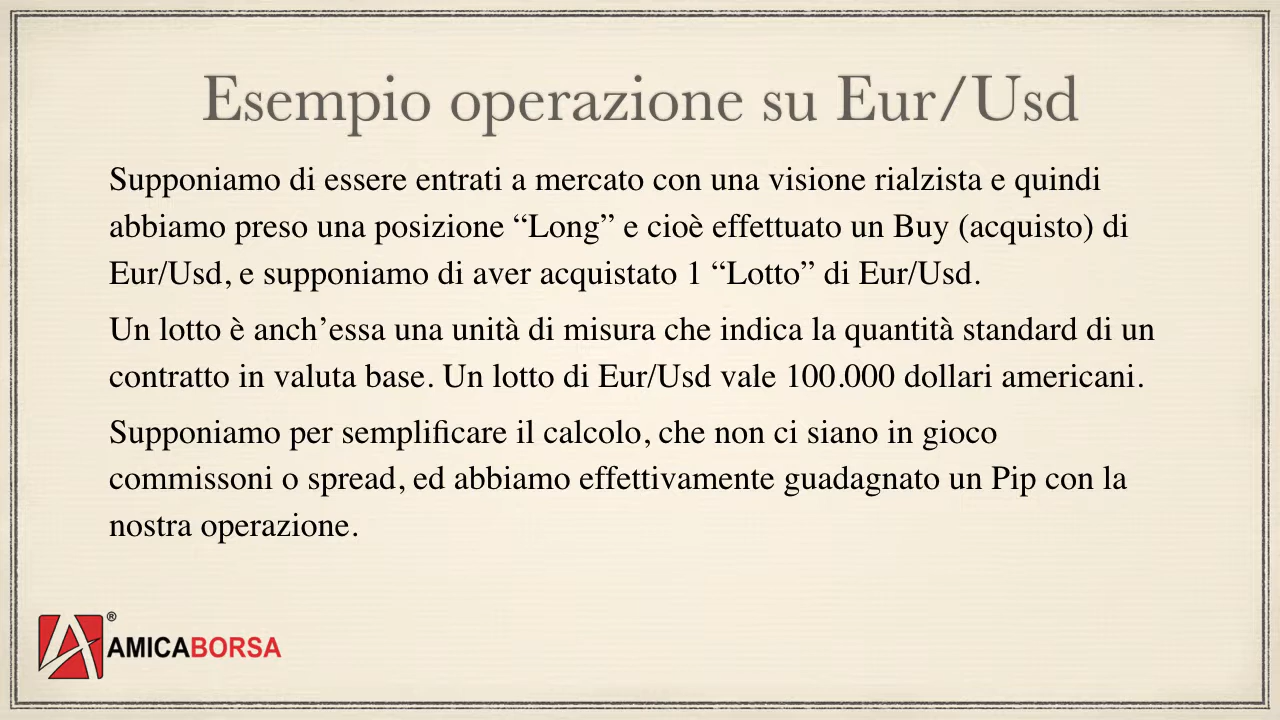 Esempio operazione su Eur/Usd
Supponiamo di essere entrati a mercato con una visione rialzista e quindi
abbiamo preso una posizione “Long” e cioè effettuato un Buy (acquisto) di
Eur/Usd, e supponiamo di aver acquistato 1 “Lotto” di Eur/Usd.
Un lotto è anch’essa una unità di misura che indica la quantità standard di un
contratto in valuta base. Un lotto di Eur/Usd vale 100.000 dollari americani.
Supponiamo per semplificare il calcolo, che non ci siano in gioco
commissoni o spread, ed abbiamo effettivamente guadagnato un Pip con la
nostra operazione.
®
AMICABORSA